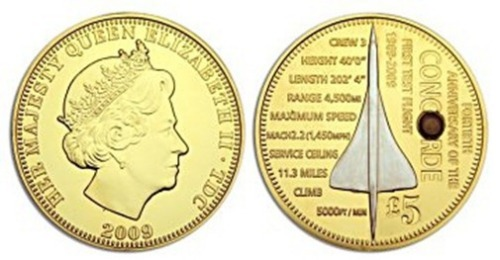 HER MAJESTY QUEEN ELIZABETH II · TDC
2009
CREW 3
HEIGHT 40'0"
LENGTH 202' 4"
RANGE 4,500mi
MAXIMUM SPEED
MACH2.2 (1,450MPH)
SERVICE CEILING
11.3 MILES
CLIMB
5000FT/MIN
FORTIETH
ANNIVERSARY OF THE
CONCORDE
FIRST TEST FLIGHT
1969-2009
£5